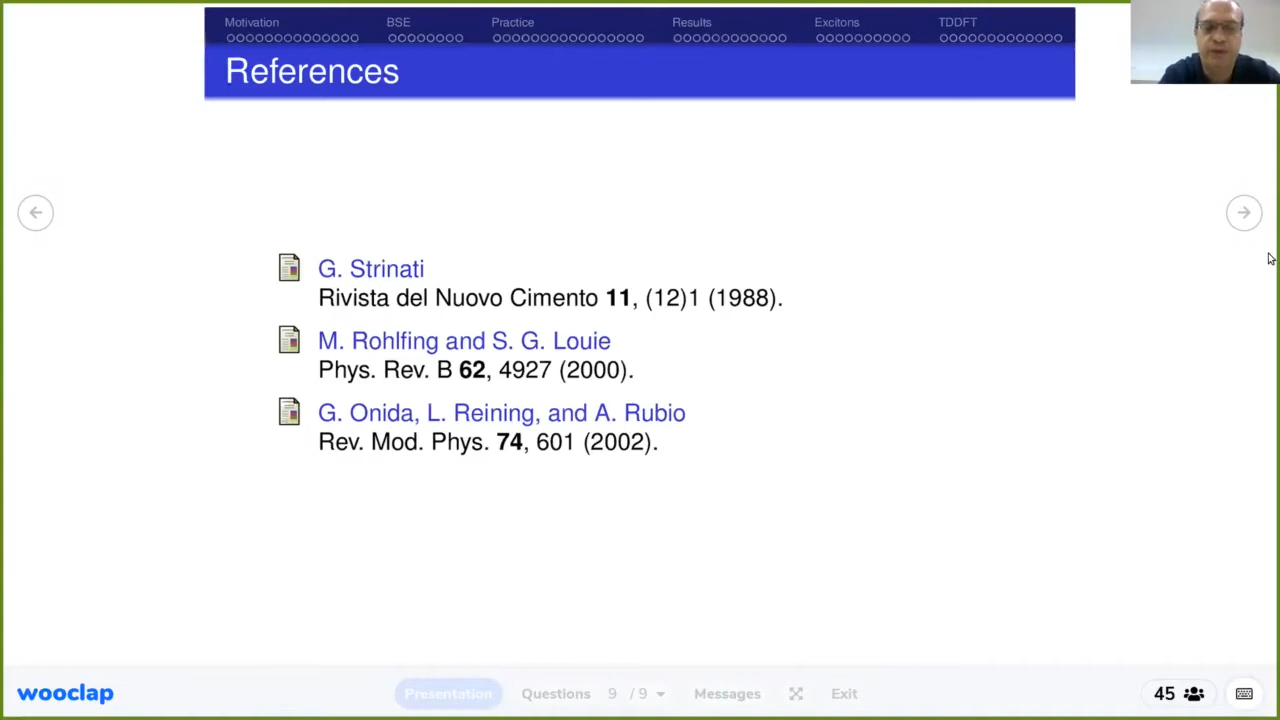 Motivation BSE Practice Results Excitons TDDFT
References
G. Strinati
Rivista del Nuovo Cimento 11, (12)1 (1988).
M. Rohlfing and S. G. Louie
Phys. Rev. B 62, 4927 (2000).
G. Onida, L. Reining, and A. Rubio
Rev. Mod. Phys. 74, 601 (2002).
wooclap Presentation Questions 9 / 9 Messages Exit 45